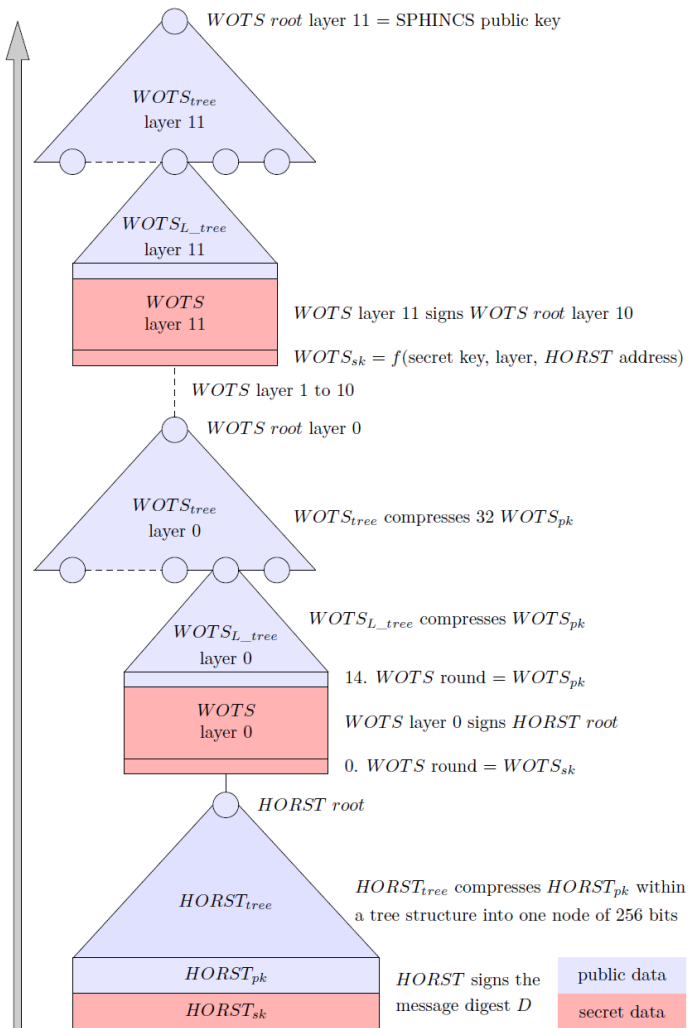 WOTS root layer 11 = SPHINCS public key
WOTS_tree
layer 11
WOTS_L_tree
layer 11
WOTS
layer 11
WOTS layer 11 signs WOTS root layer 10
WOTS_sk = f(secret key, layer, HORST address)
WOTS layer 1 to 10
WOTS root layer 0
WOTS_tree
layer 0
WOTS_tree compresses 32 WOTS_pk
WOTS_L_tree compresses WOTS_pk
WOTS_L_tree
layer 0
14. WOTS round = WOTS_pk
WOTS
layer 0
WOTS layer 0 signs HORST root
0. WOTS round = WOTS_sk
HORST root
HORST_tree
HORST_tree compresses HORST_pk within
a tree structure into one node of 256 bits
HORST_pk
HORST_sk
HORST signs the
message digest D
public data
secret data